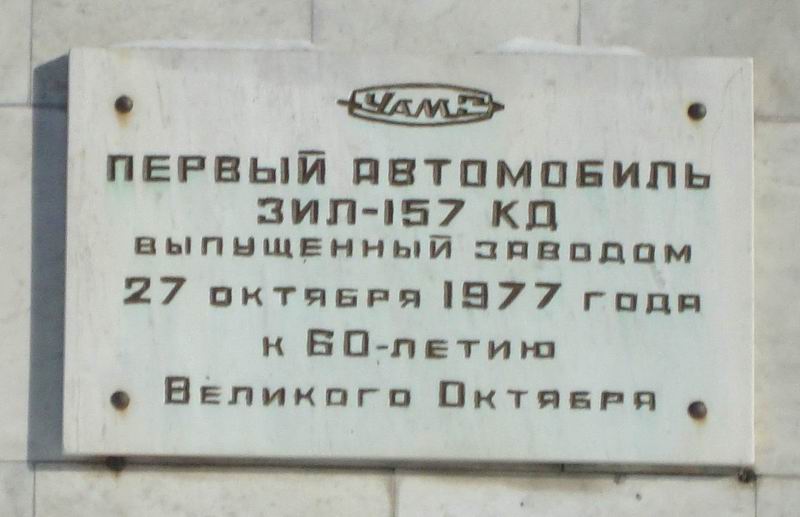 УАМЗ
ПЕРВЫЙ АВТОМОБИЛЬ
ЗИЛ-157 КД
ВЫПУЩЕННЫЙ ЗАВОДОМ
27 ОКТЯБРЯ 1977 ГОДА
К 60-ЛЕТИЮ
ВЕЛИКОГО ОКТЯБРЯ